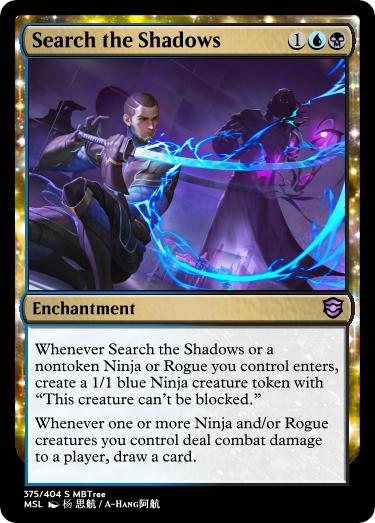 Search the Shadows 1
Enchantment
Whenever Search the Shadows or a
nontoken Ninja or Rogue you control enters,
create a 1/1 blue Ninja creature token with
“This creature can't be blocked.”
Whenever one or more Ninja and/or Rogue
creatures you control deal combat damage
to a player, draw a card.
375/404 S MBTree
MSL 杨 思航 / A-Hang阿航